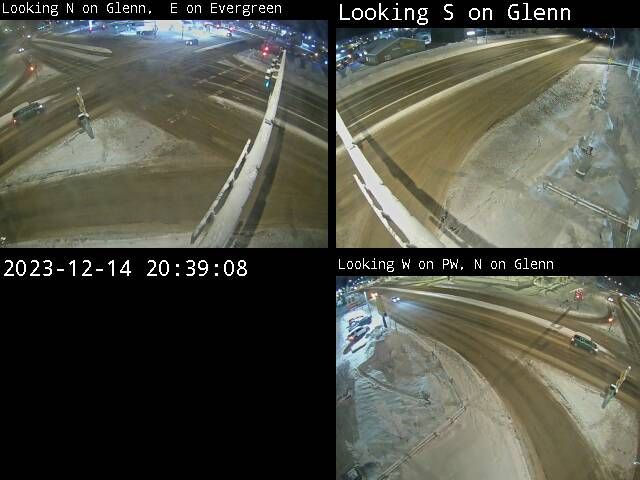 Looking N on Glenn,  E on Evergreen
Looking S on Glenn
2023-12-14 20:39:08
Looking W on PW, N on Glenn